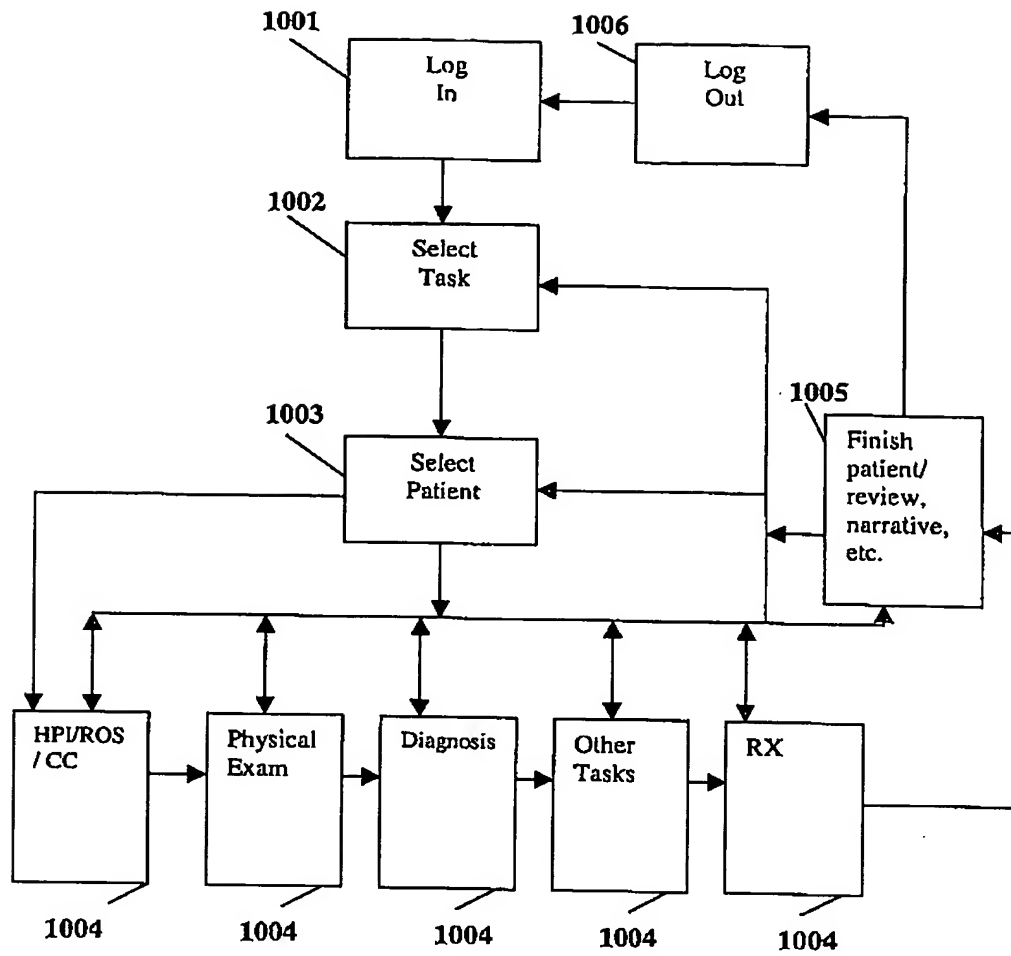 1001
Log
In
1006
Log
Out
1002
Select
Task
1003
Select
Patient
1005
Finish
patient/
review,
narrative,
etc.
HPI/ROS
/ CC
Physical
Exam
Diagnosis
Other
Tasks
RX
1004
1004
1004
1004
1004